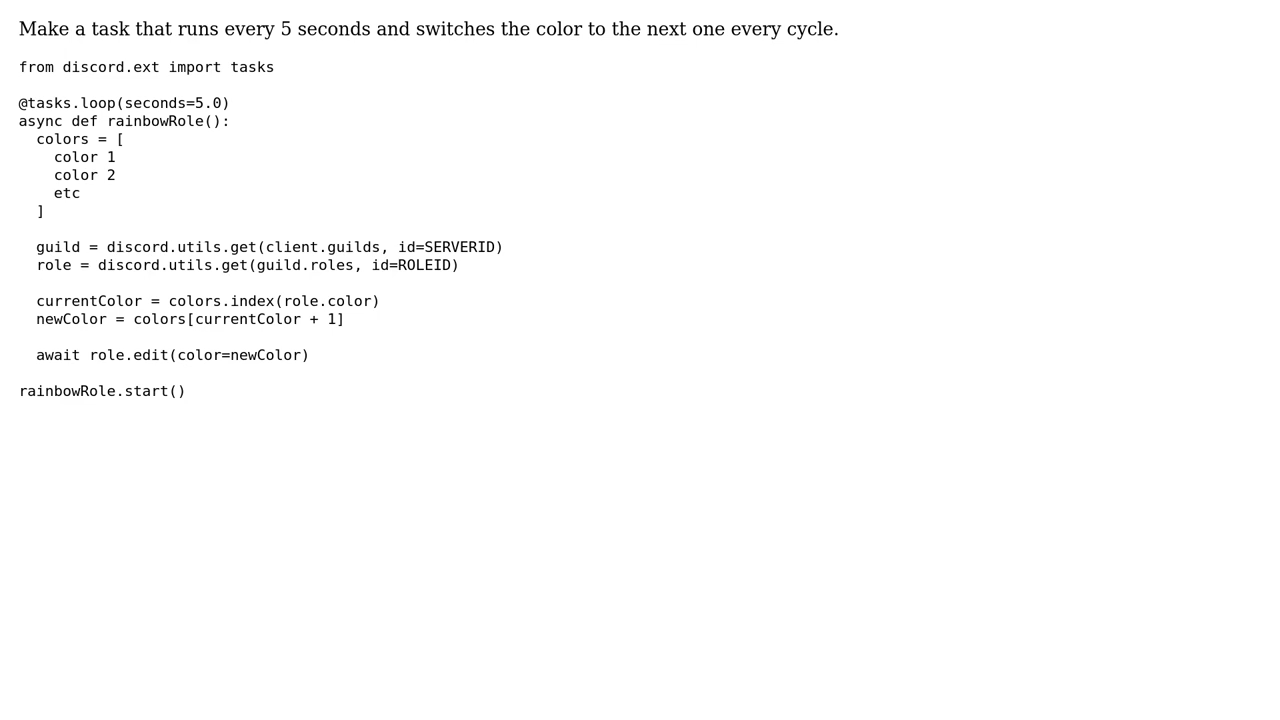 Make a task that runs every 5 seconds and switches the color to the next one every cycle.
from discord.ext import tasks

@tasks.loop(seconds=5.0)
async def rainbowRole():
  colors = [
    color 1
    color 2
    etc
  ]

  guild = discord.utils.get(client.guilds, id=SERVERID)
  role = discord.utils.get(guild.roles, id=ROLEID)

  currentColor = colors.index(role.color)
  newColor = colors[currentColor + 1]

  await role.edit(color=newColor)

rainbowRole.start()